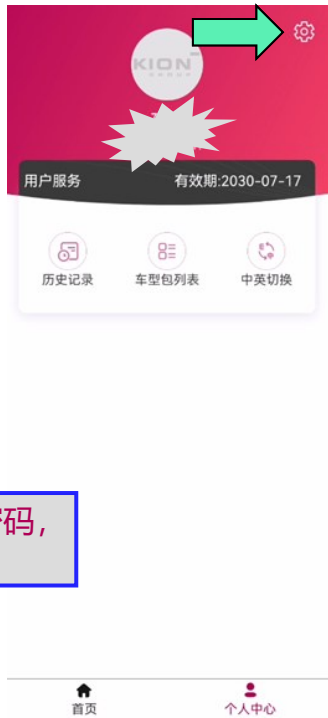 KION
GROUP
用户服务 有效期:2030-07-17
历史记录 车型包列表 中英切换
码,
首页 个人中心